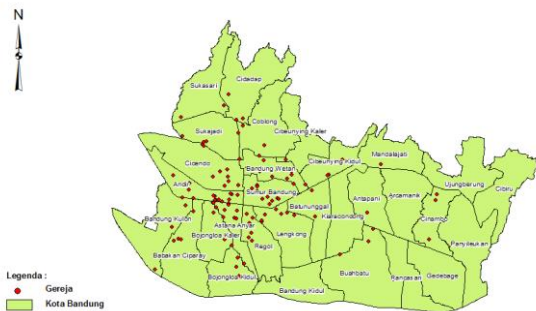 N
Sukasari
Cidadap
Coblong
Sukajadi
Cibeunying Kaler
Cicendo
Bandung Wetan
Cibeunying Kidul
Mandalajati
Ujungberung
Cibiru
Andir
Sumur Bandung
Antapani
Arcamanik
Batununggal
Bandung Kulon
Kiaracondong
Cinambo
Astana Anyar
Bojongloa Kaler
Lengkong
Panyileukan
Regol
Babakan Ciparay
Buahbatu
Rancasari
Gedebage
Bojongloa Kidul
Bandung Kidul
Legenda :
Gereja
Kota Bandung